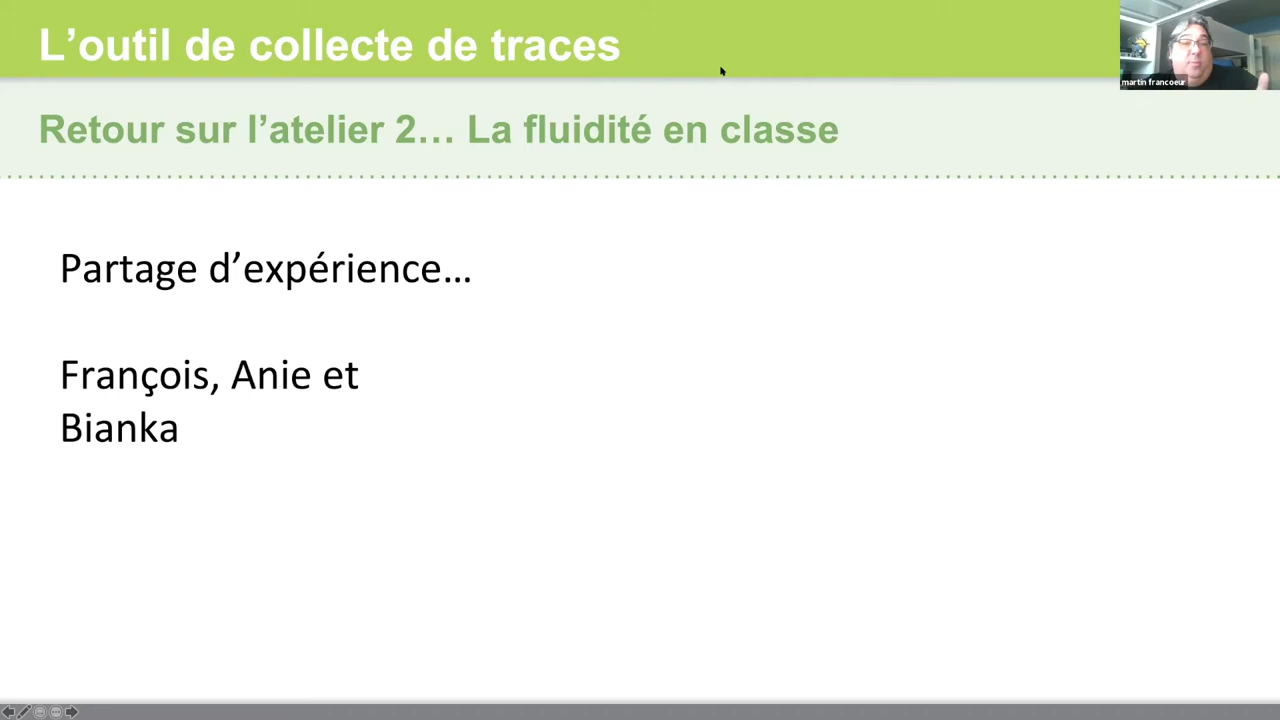 L’outil de collecte de traces
martin francoeur
Retour sur l’atelier 2… La fluidité en classe
Partage d’expérience…
François, Anie et
Bianka